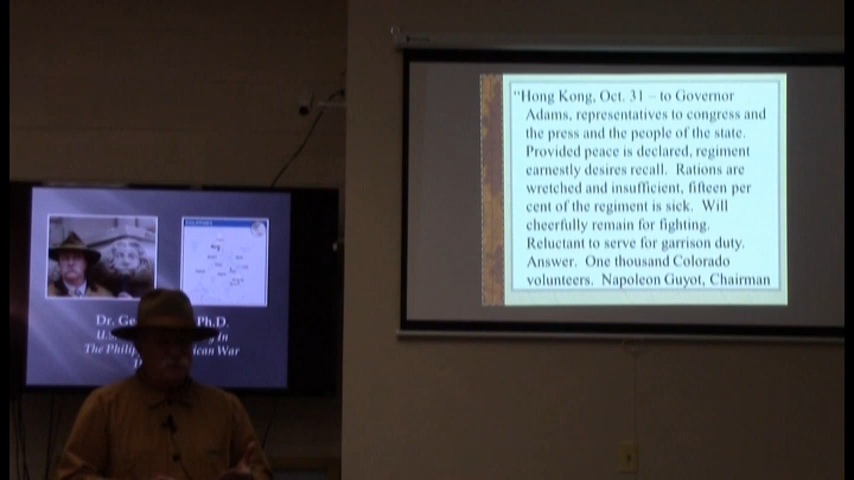 "Hong Kong, Oct. 31 – to Governor
Adams, representatives to congress and
the press and the people of the state.
Provided peace is declared, regiment
earnestly desires recall. Rations are
wretched and insufficient, fifteen per
cent of the regiment is sick. Will
cheerfully remain for fighting.
Reluctant to serve for garrison duty.
Answer. One thousand Colorado
volunteers. Napoleon Guyot, Chairman
Dr. Ph.D.
In
The War